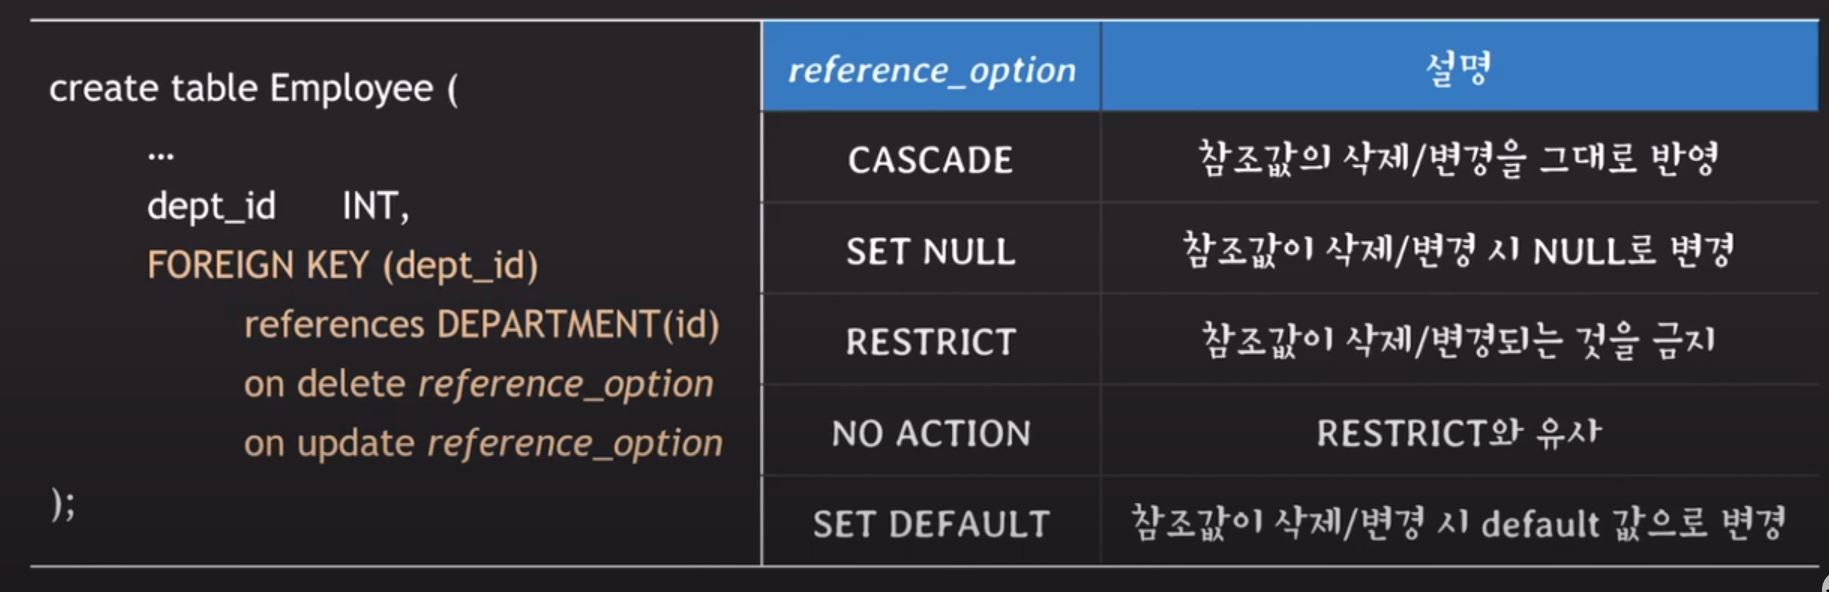 create table Employee (
...
dept_id INT,
FOREIGN KEY (dept_id)
references DEPARTMENT(id)
on delete reference_option
on update reference_option
);
reference_option 설명
CASCADE 참조값의 삭제/변경을 그대로 반영
SET NULL 참조값이 삭제/변경 시 NULL로 변경
RESTRICT 참조값이 삭제/변경되는 것을 금지
NO ACTION RESTRICT와 유사
SET DEFAULT 참조값이 삭제/변경 시 default 값으로 변경